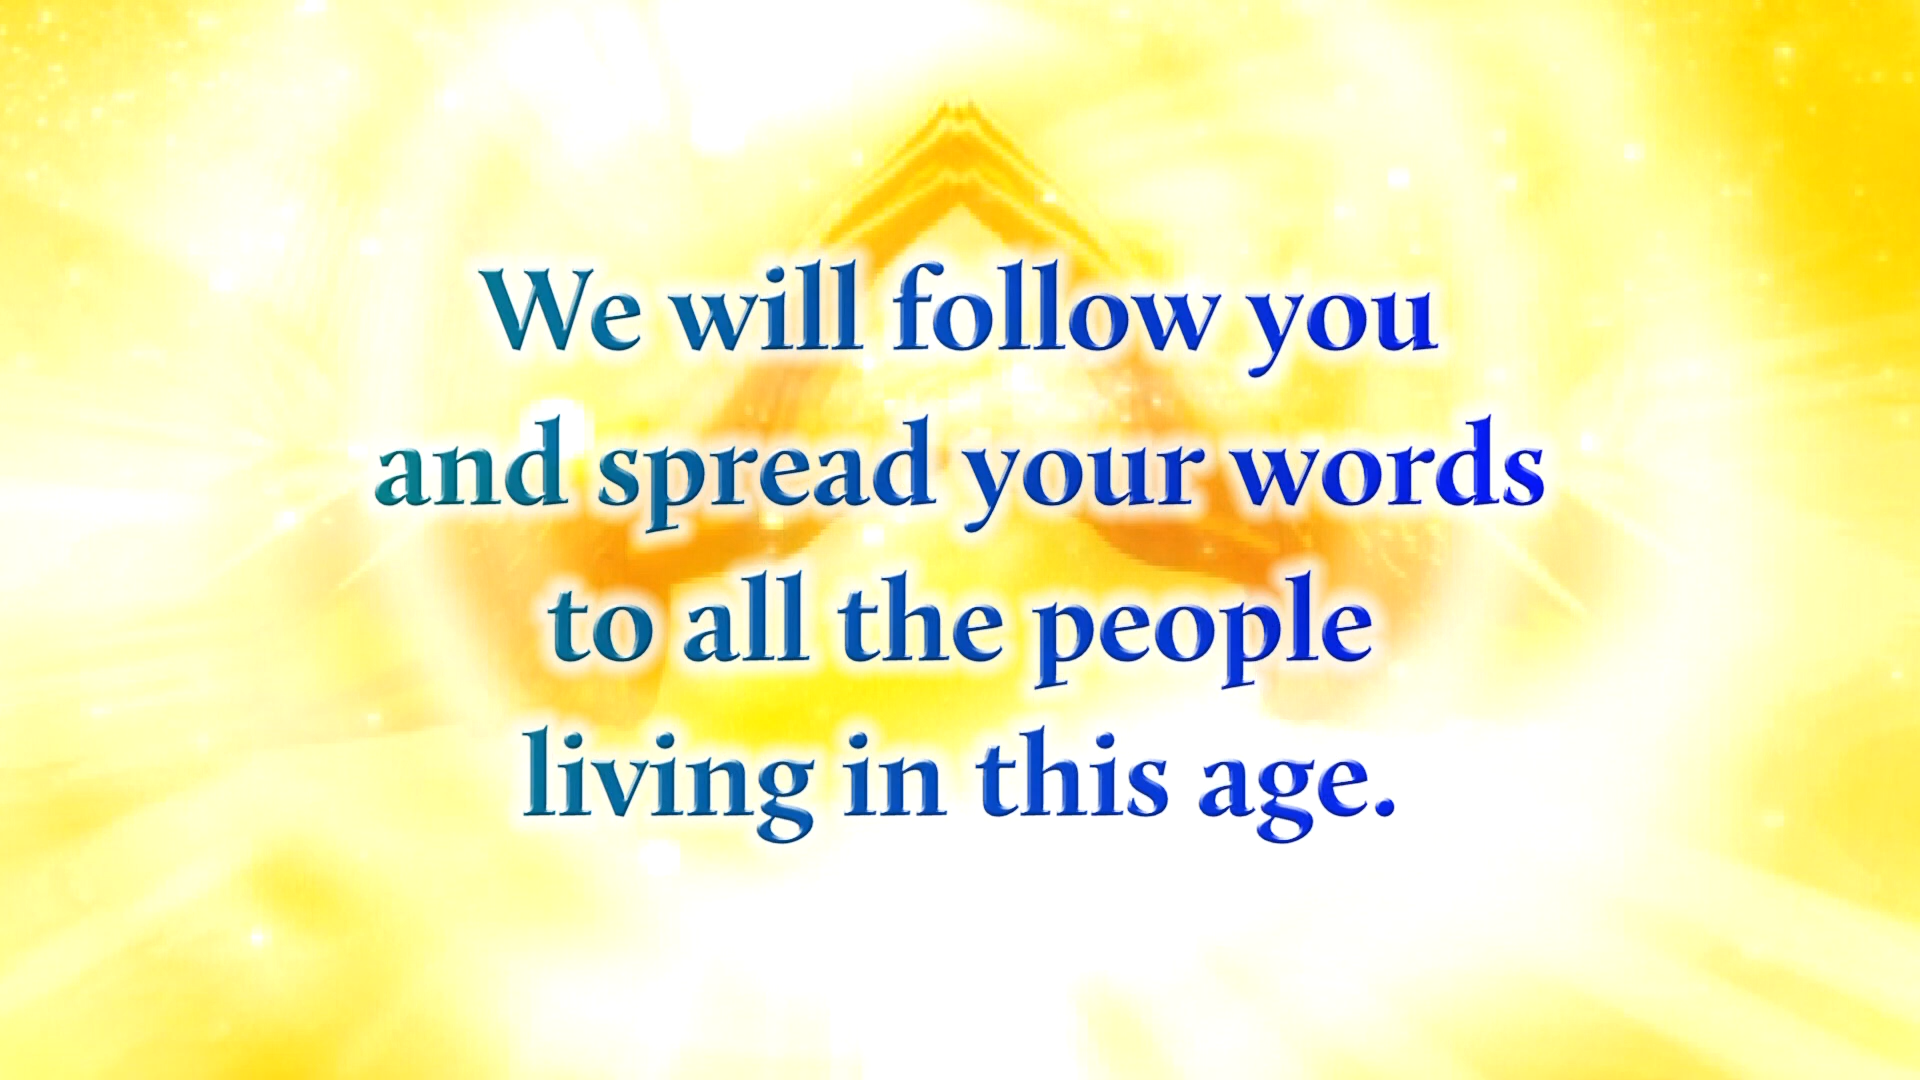 We will follow you
and spread your words
to all the people
living in this age.